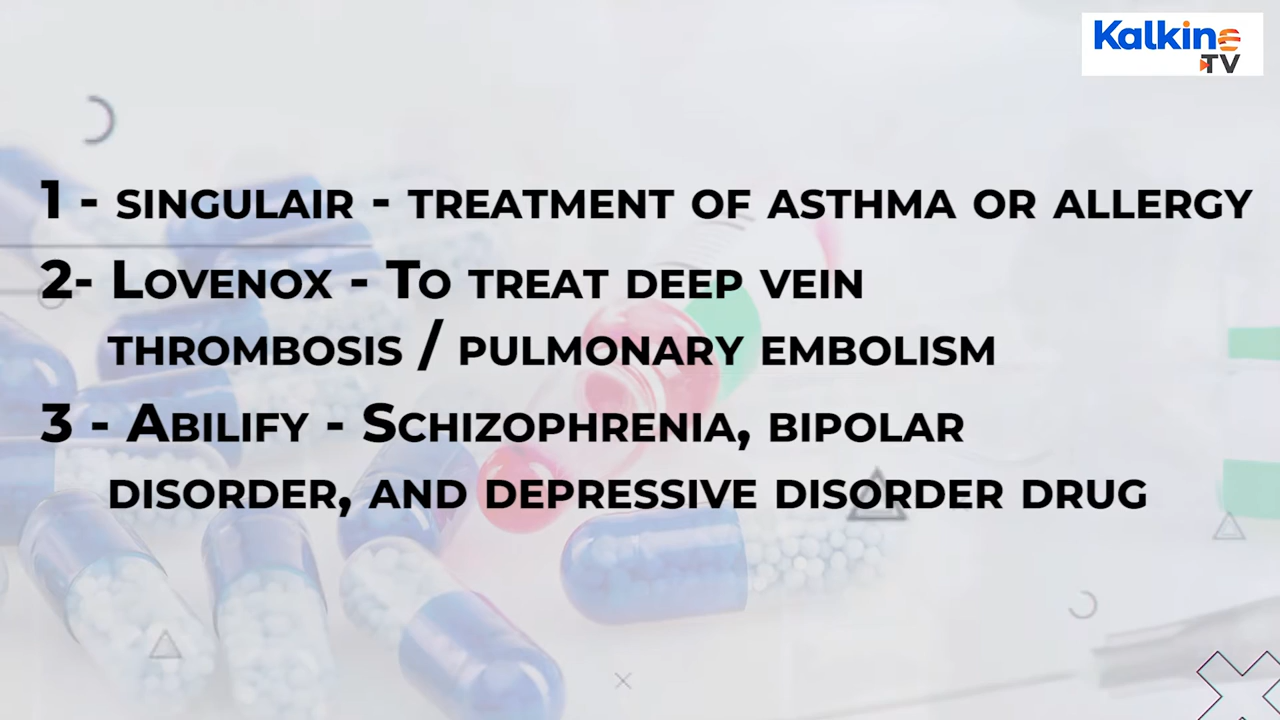 Kalkine
TV
1 - SINGULAIR - TREATMENT OF ASTHMA OR ALLERGY
2- LOVENOX - TO TREAT DEEP VEIN
THROMBOSIS / PULMONARY EMBOLISM
3 - ABILIFY - SCHIZOPHRENIA, BIPOLAR
DISORDER, AND DEPRESSIVE DISORDER DRUG